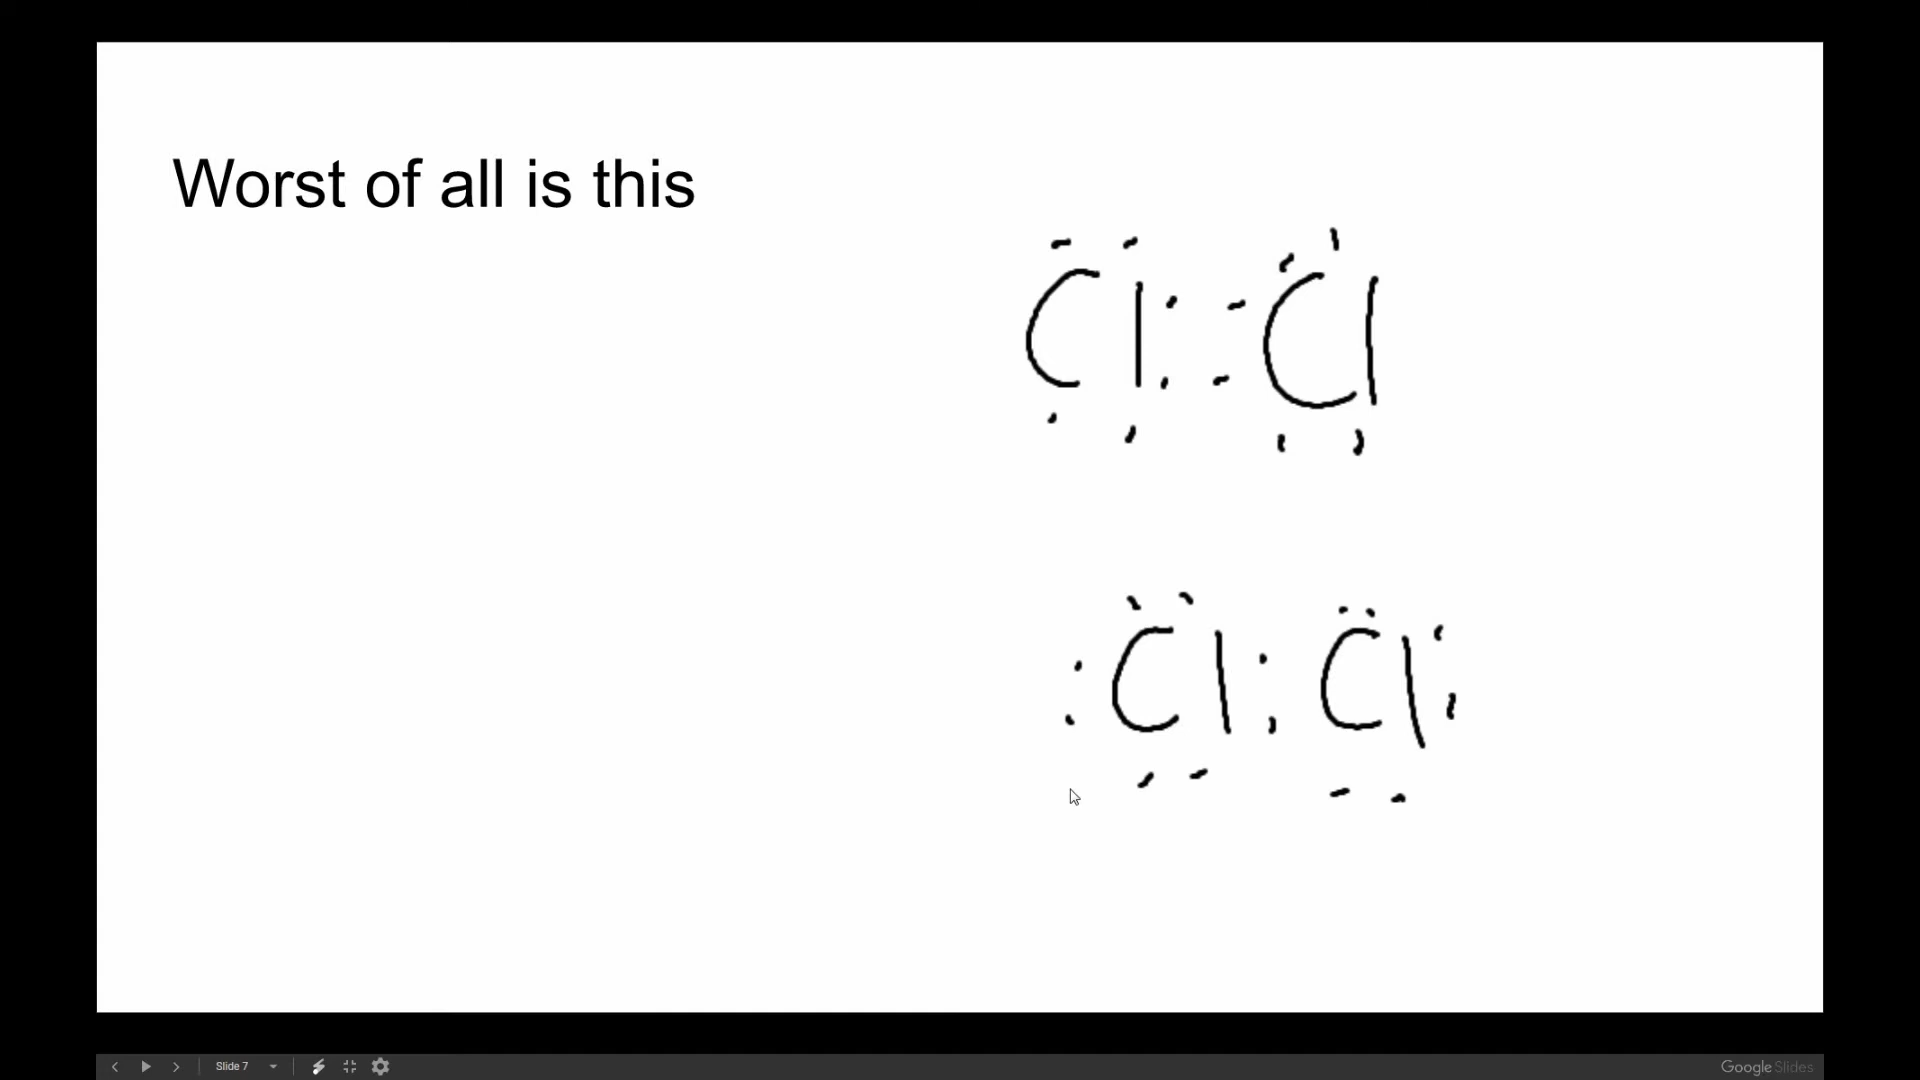 Worst of all is this
Cl: :Cl
:Cl:Cl:
Slide 7
Google Slides